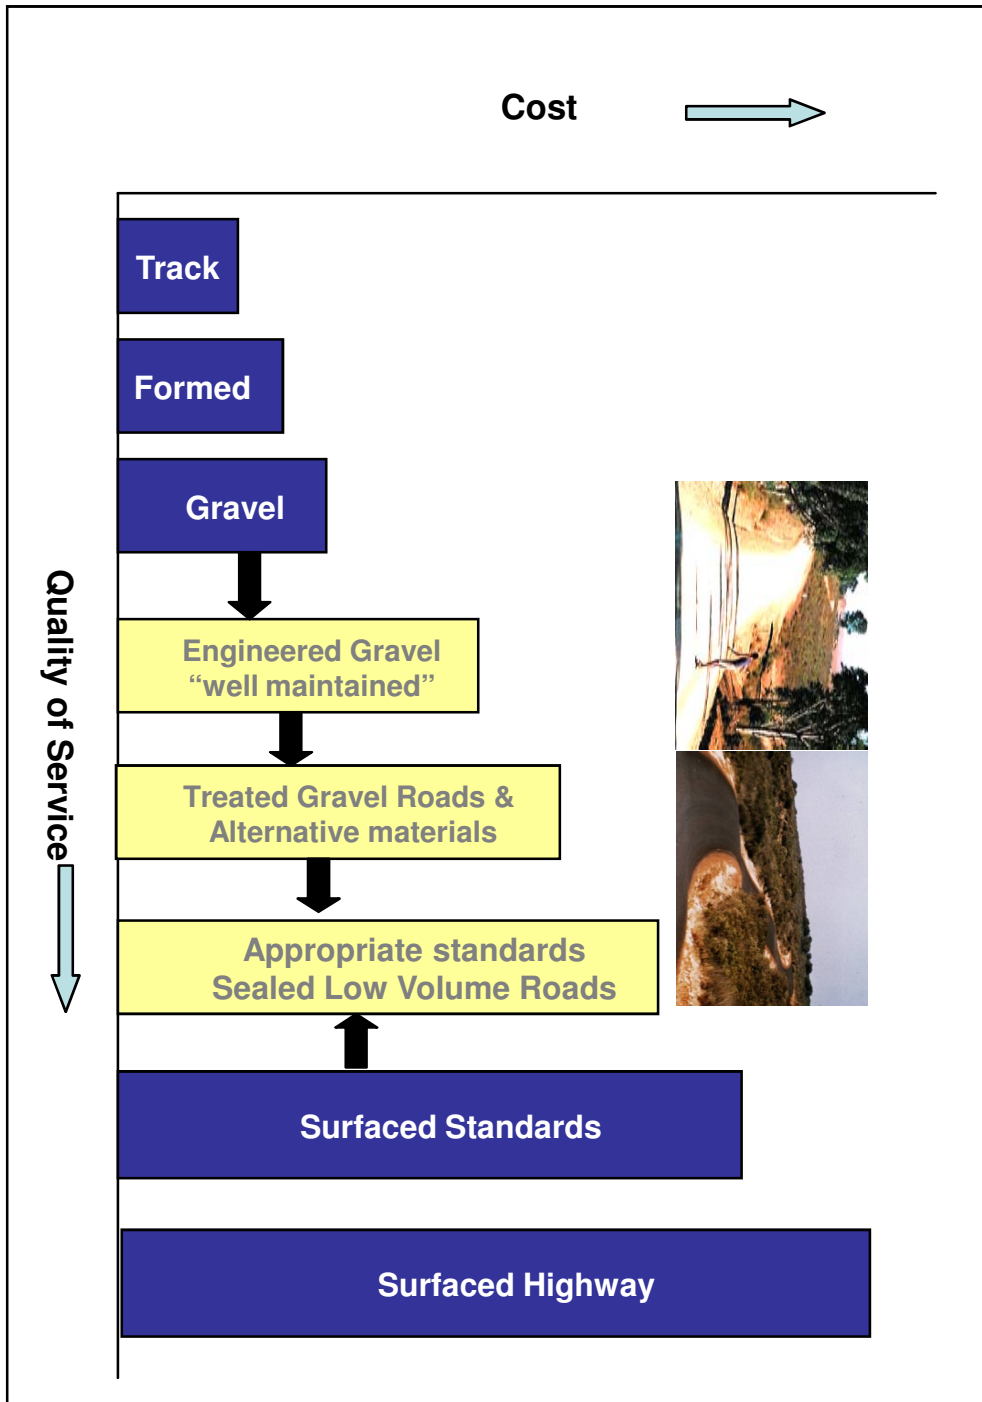 Cost
Track
Formed
Gravel
Quality of Service
Engineered Gravel
“well maintained”
Treated Gravel Roads &
Alternative materials
Appropriate standards
Sealed Low Volume Roads
Surfaced Standards
Surfaced Highway